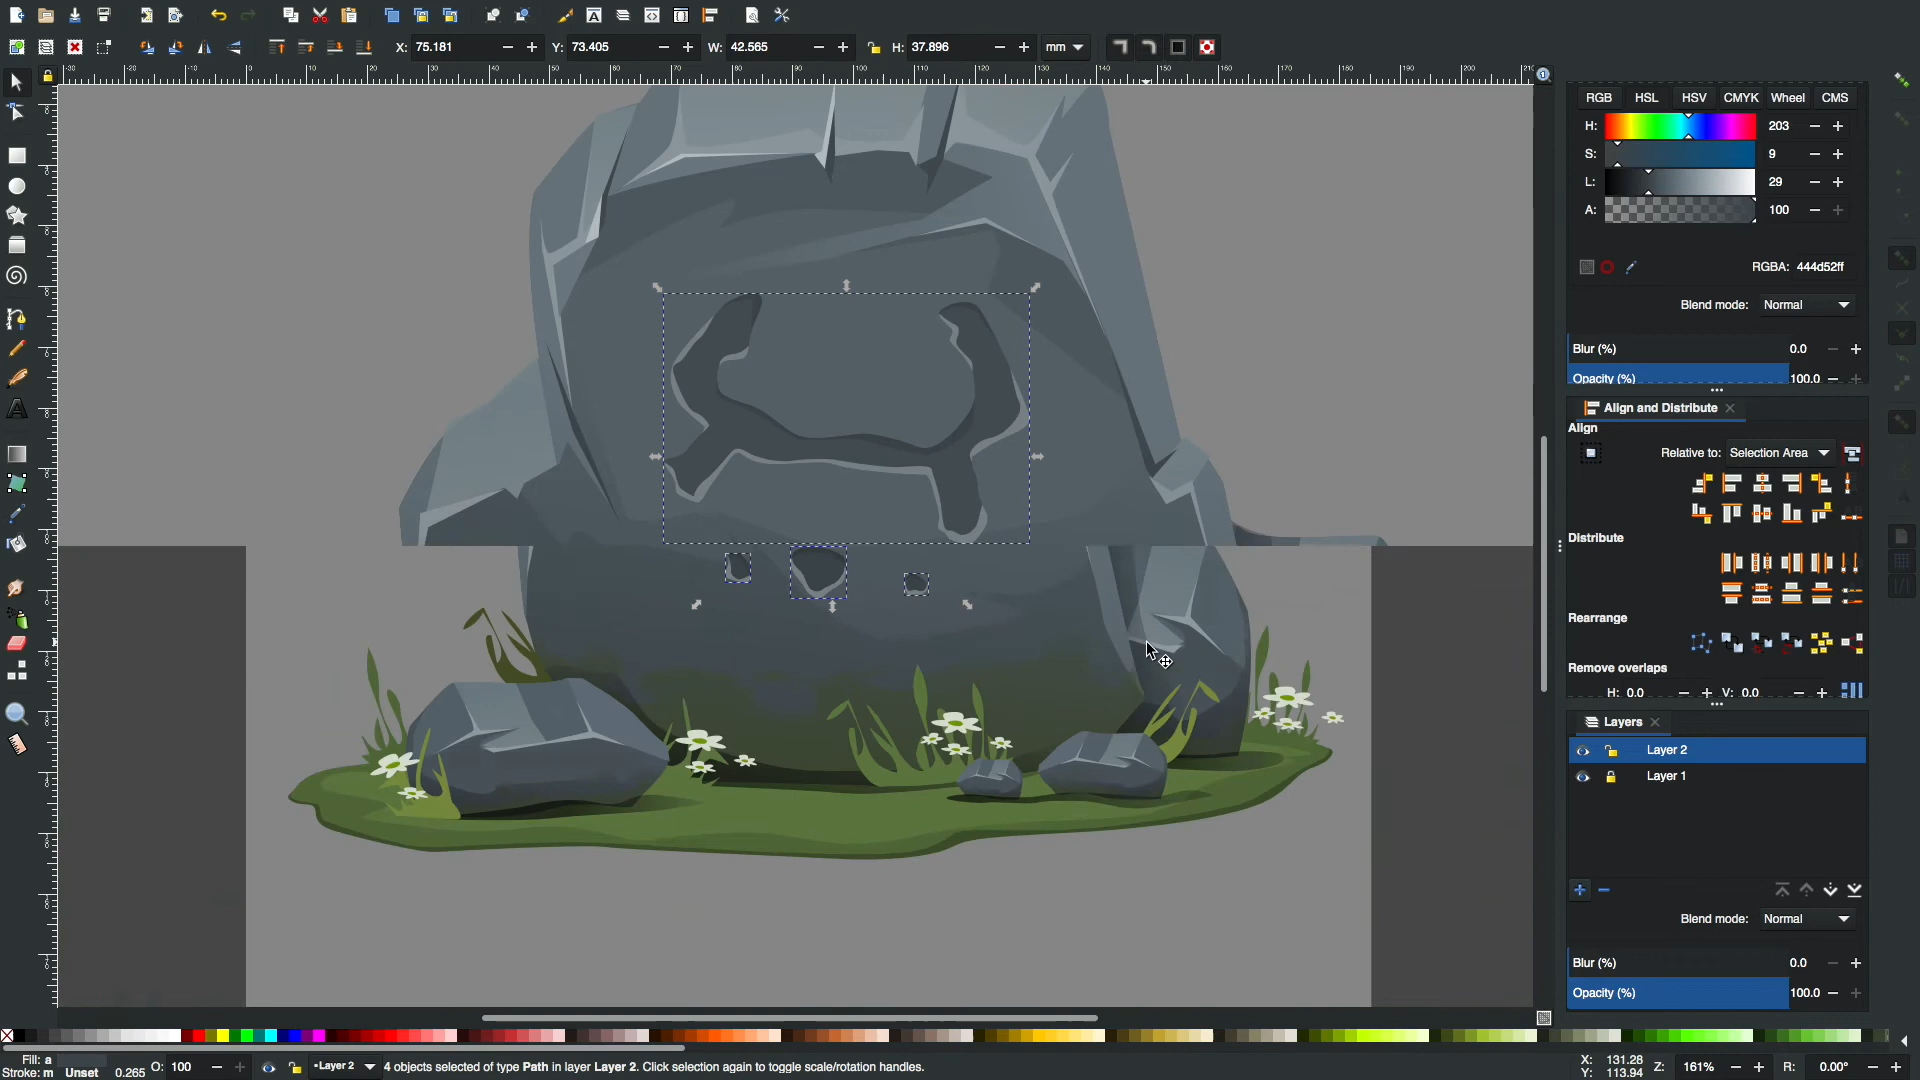 X: 75.181 Y: 73.405 W: 42.565 H: 37.896 mm
RGB HSL HSV CMYK Wheel CMS
H: 203
S: 9
L: 29
A: 100
RGBA: 444d52ff
Blend mode: Normal
Blur (%) 0.0
Opacity (%) 100.0
Align and Distribute
Align
Relative to: Selection Area
Distribute
Rearrange
Remove overlaps
H: 0.0 V: 0.0
Layers
Layer 2
Layer 1
Blend mode: Normal
Blur (%) 0.0
Opacity (%) 100.0
Fill: a
Stroke: m Unset 0.265 O: 100 •Layer 2 4 objects selected of type Path in layer Layer 2. Click selection again to toggle scale/rotation handles.
X: 131.28
Y: 113.94 Z: 161% R: 0.00°